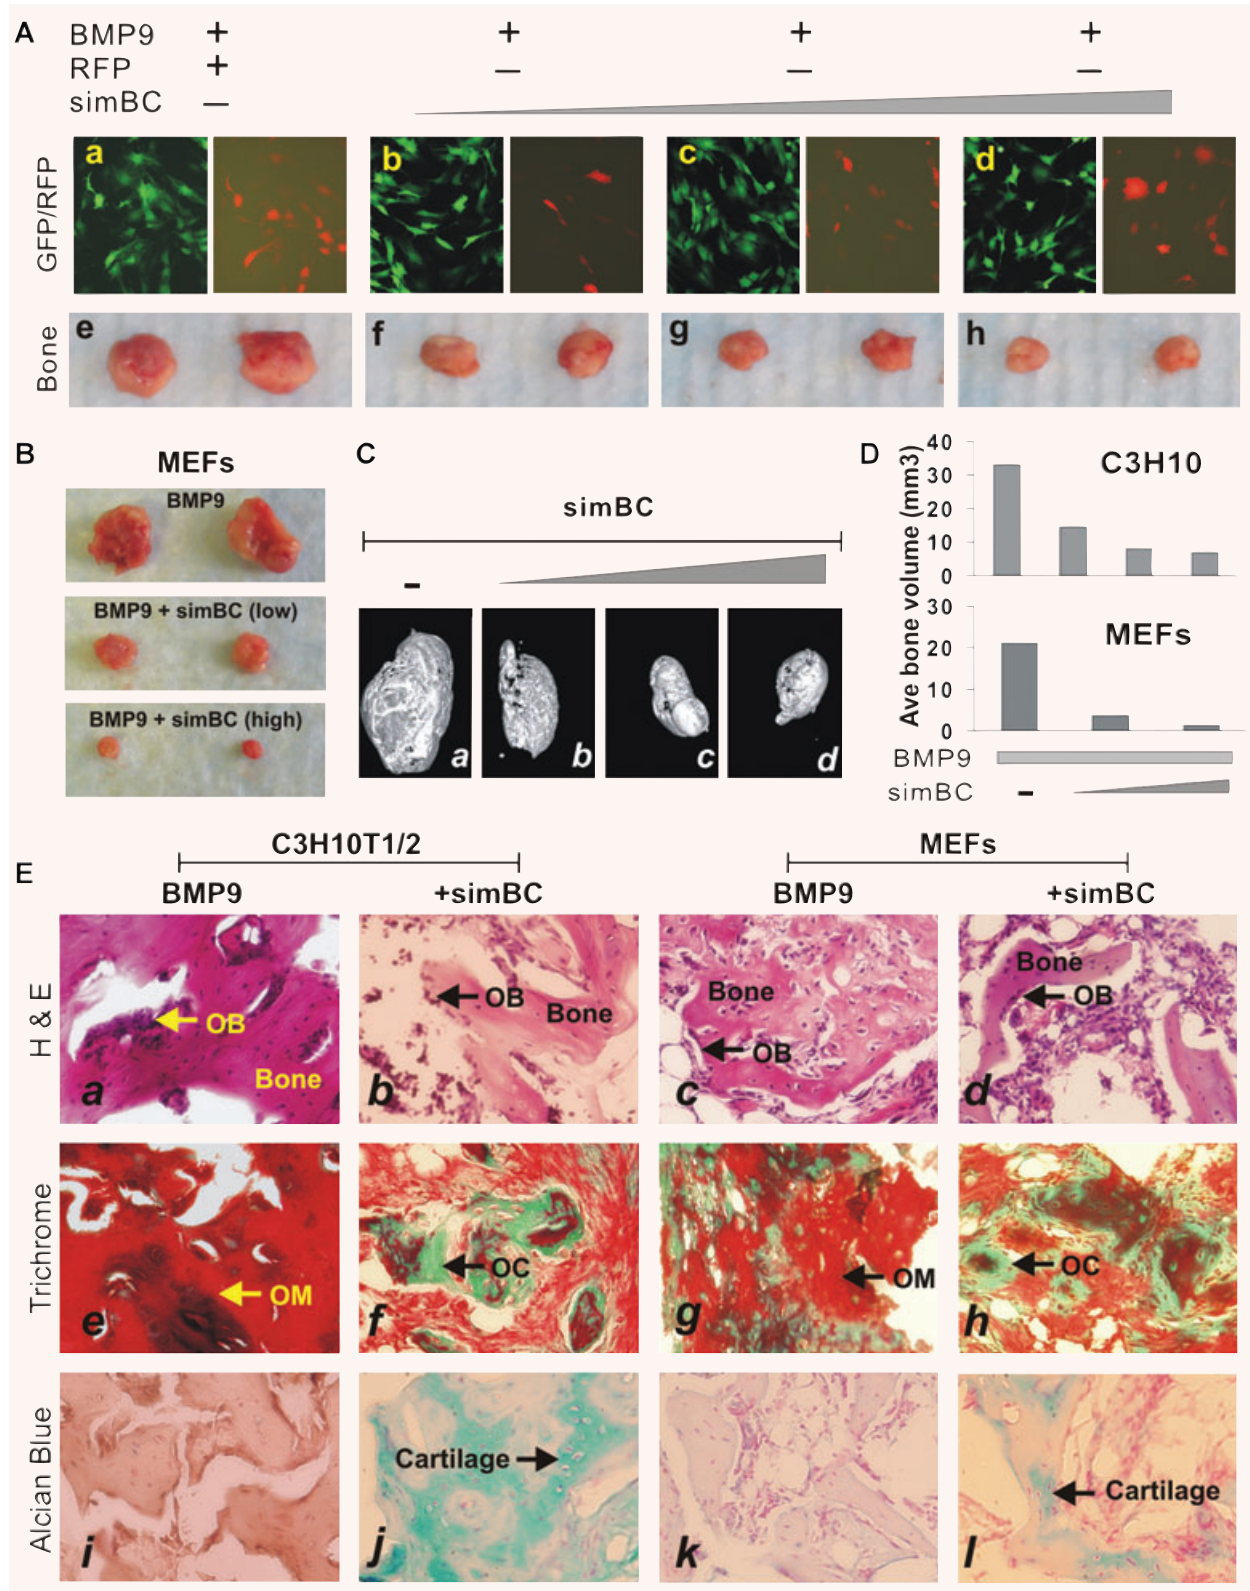 A
BMP9 + + + +
RFP + — — —
simBC —
GFP/RFP
a b c d
Bone
e f g h
B
MEFs
BMP9
BMP9 + simBC (low)
BMP9 + simBC (high)
C
simBC
-
a b c d
D
Ave bone volume (mm3)
40
30
20
10
0
C3H10
30
20
10
0
MEFs
BMP9
simBC -
E
C3H10T1/2 MEFs
BMP9 +simBC BMP9 +simBC
H & E
OB
Bone
a
OB
Bone
b
Bone
OB
c
Bone
OB
d
Trichrome
OM
e
OC
f
OM
g
OC
h
Alcian Blue
i
Cartilage
j
k
Cartilage
l